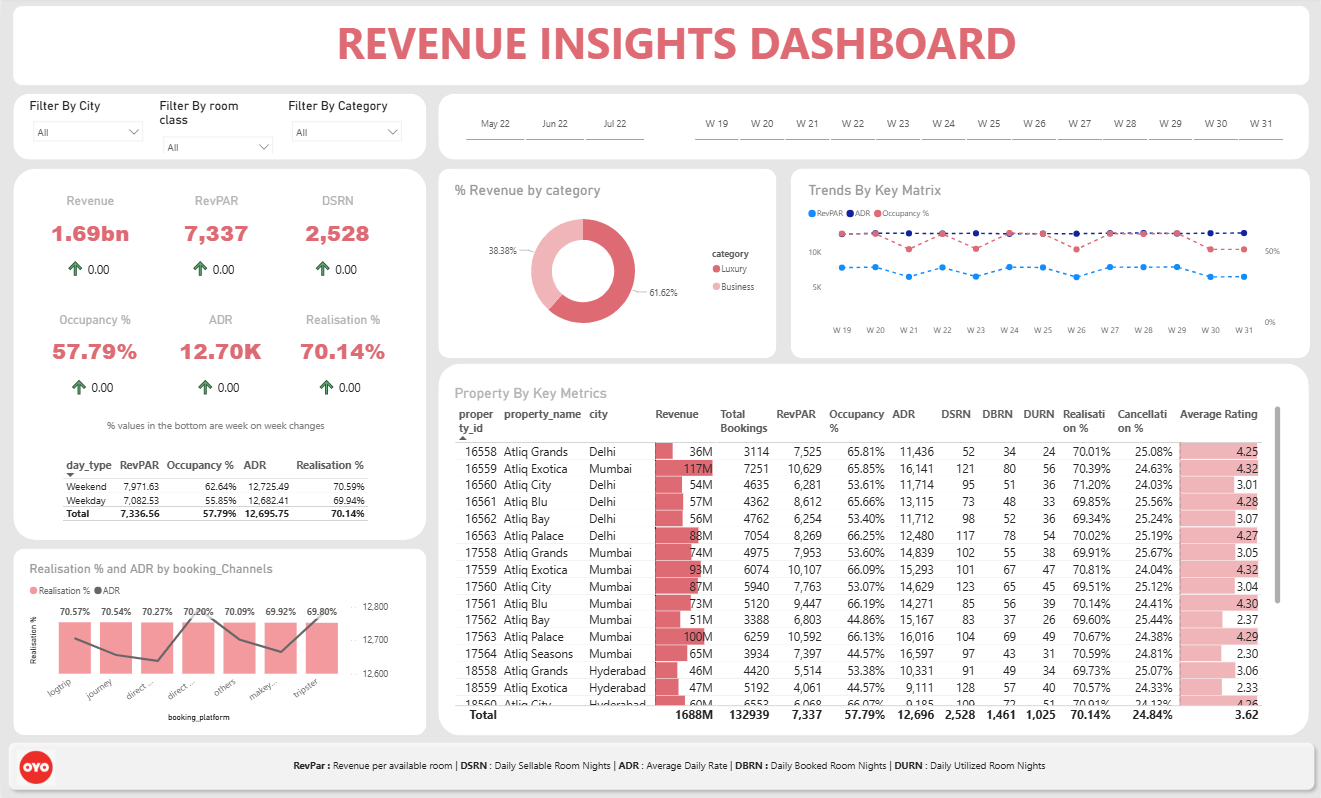 REVENUE INSIGHTS DASHBOARD
Filter By City
All
Filter By room
class
All
Filter By Category
All
May 22 Jun 22 Jul 22
W 19 W 20 W 21 W 22 W 23 W 24 W 25 W 26 W 27 W 28 W 29 W 30 W 31
Revenue RevPAR DSRN
1.69bn 7,337 2,528
0.00 0.00 0.00
Occupancy % ADR Realisation %
57.79% 12.70K 70.14%
0.00 0.00 0.00
% values in the bottom are week on week changes
day_type RevPAR Occupancy % ADR Realisation %
Weekend 7,971.63 62.64% 12,725.49 70.59%
Weekday 7,082.53 55.85% 12,682.41 69.94%
Total 7,336.56 57.79% 12,695.75 70.14%
Realisation % and ADR by booking_Channels
Realisation % ADR
70.57% 70.54% 70.27% 70.20% 70.09% 69.92% 69.80%
12,800
12,700
12,600
Realisation %
logtrip journey direct ... direct ... others makey... tripster
booking_platform
% Revenue by category
38.38%
61.62%
category
Luxury
Business
Trends By Key Matrix
RevPAR ADR Occupancy %
10K
5K
50%
0%
W 19 W 20 W 21 W 22 W 23 W 24 W 25 W 26 W 27 W 28 W 29 W 30 W 31
Property By Key Metrics
proper property_name city Revenue Total RevPAR Occupancy ADR DSRN DBRN DURN Realisati Cancellati Average Rating
ty_id Bookings % on % on %
16558 Atliq Grands Delhi 36M 3114 7,525 65.81% 11,436 52 34 24 70.01% 25.08% 4.25
16559 Atliq Exotica Mumbai 117M 7251 10,629 65.85% 16,141 121 80 56 70.39% 24.63% 4.32
16560 Atliq City Delhi 54M 4635 6,281 53.61% 11,714 95 51 36 71.20% 24.03% 3.01
16561 Atliq Blu Delhi 57M 4362 8,612 65.66% 13,115 73 48 33 69.85% 25.56% 4.28
16562 Atliq Bay Delhi 56M 4762 6,254 53.40% 11,712 98 52 36 69.34% 25.24% 3.07
16563 Atliq Palace Delhi 88M 7054 8,269 66.25% 12,480 117 78 54 70.02% 25.19% 4.27
17558 Atliq Grands Mumbai 74M 4975 7,953 53.60% 14,839 102 55 38 69.91% 25.67% 3.05
17559 Atliq Exotica Mumbai 93M 6074 10,107 66.09% 15,293 101 67 47 70.81% 24.04% 4.32
17560 Atliq City Mumbai 87M 5940 7,763 53.07% 14,629 123 65 45 69.51% 25.12% 3.04
17561 Atliq Blu Mumbai 73M 5120 9,447 66.19% 14,271 85 56 39 70.14% 24.41% 4.30
17562 Atliq Bay Mumbai 51M 3388 6,803 44.86% 15,167 83 37 26 69.60% 25.44% 2.37
17563 Atliq Palace Mumbai 100M 6259 10,592 66.13% 16,016 104 69 49 70.67% 24.38% 4.29
17564 Atliq Seasons Mumbai 65M 3934 7,397 44.57% 16,597 97 43 31 70.59% 24.81% 2.30
18558 Atliq Grands Hyderabad 46M 4420 5,514 53.38% 10,331 91 49 34 69.73% 25.07% 3.06
18559 Atliq Exotica Hyderabad 47M 5192 4,061 44.57% 9,111 128 57 40 70.57% 24.33% 2.33
18560 Atliq City Hyderabad 60M 6553 6,068 66.07% 9,185 109 72 51 70.91% 24.13% 4.26
Total 1688M 132939 7,337 57.79% 12,696 2,528 1,461 1,025 70.14% 24.84% 3.62
OYO
RevPar : Revenue per available room | DSRN : Daily Sellable Room Nights | ADR : Average Daily Rate | DBRN : Daily Booked Room Nights | DURN : Daily Utilized Room Nights